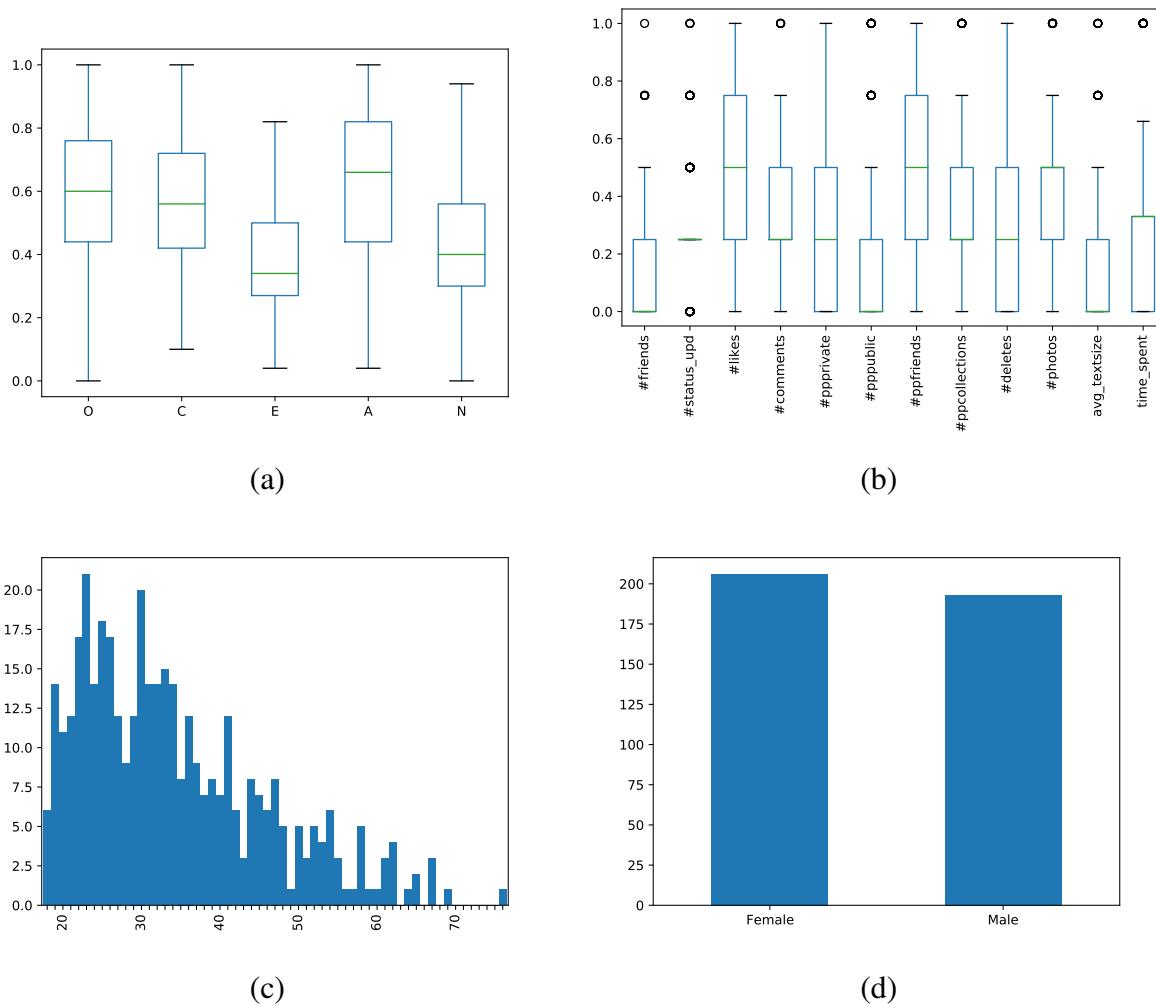 1.0
0.8
0.6
0.4
0.2
0.0
O C E A N
(a)
1.0
0.8
0.6
0.4
0.2
0.0
#friends
#status_upd
#likes
#comments
#ppprivate
#pppublic
#ppfriends
#ppcollections
#deletes
#photos
avg_textsize
time_spent
(b)
20.0
17.5
15.0
12.5
10.0
7.5
5.0
2.5
0.0
20 30 40 50 60 70
(c)
200
175
150
125
100
75
50
25
0
Female Male
(d)